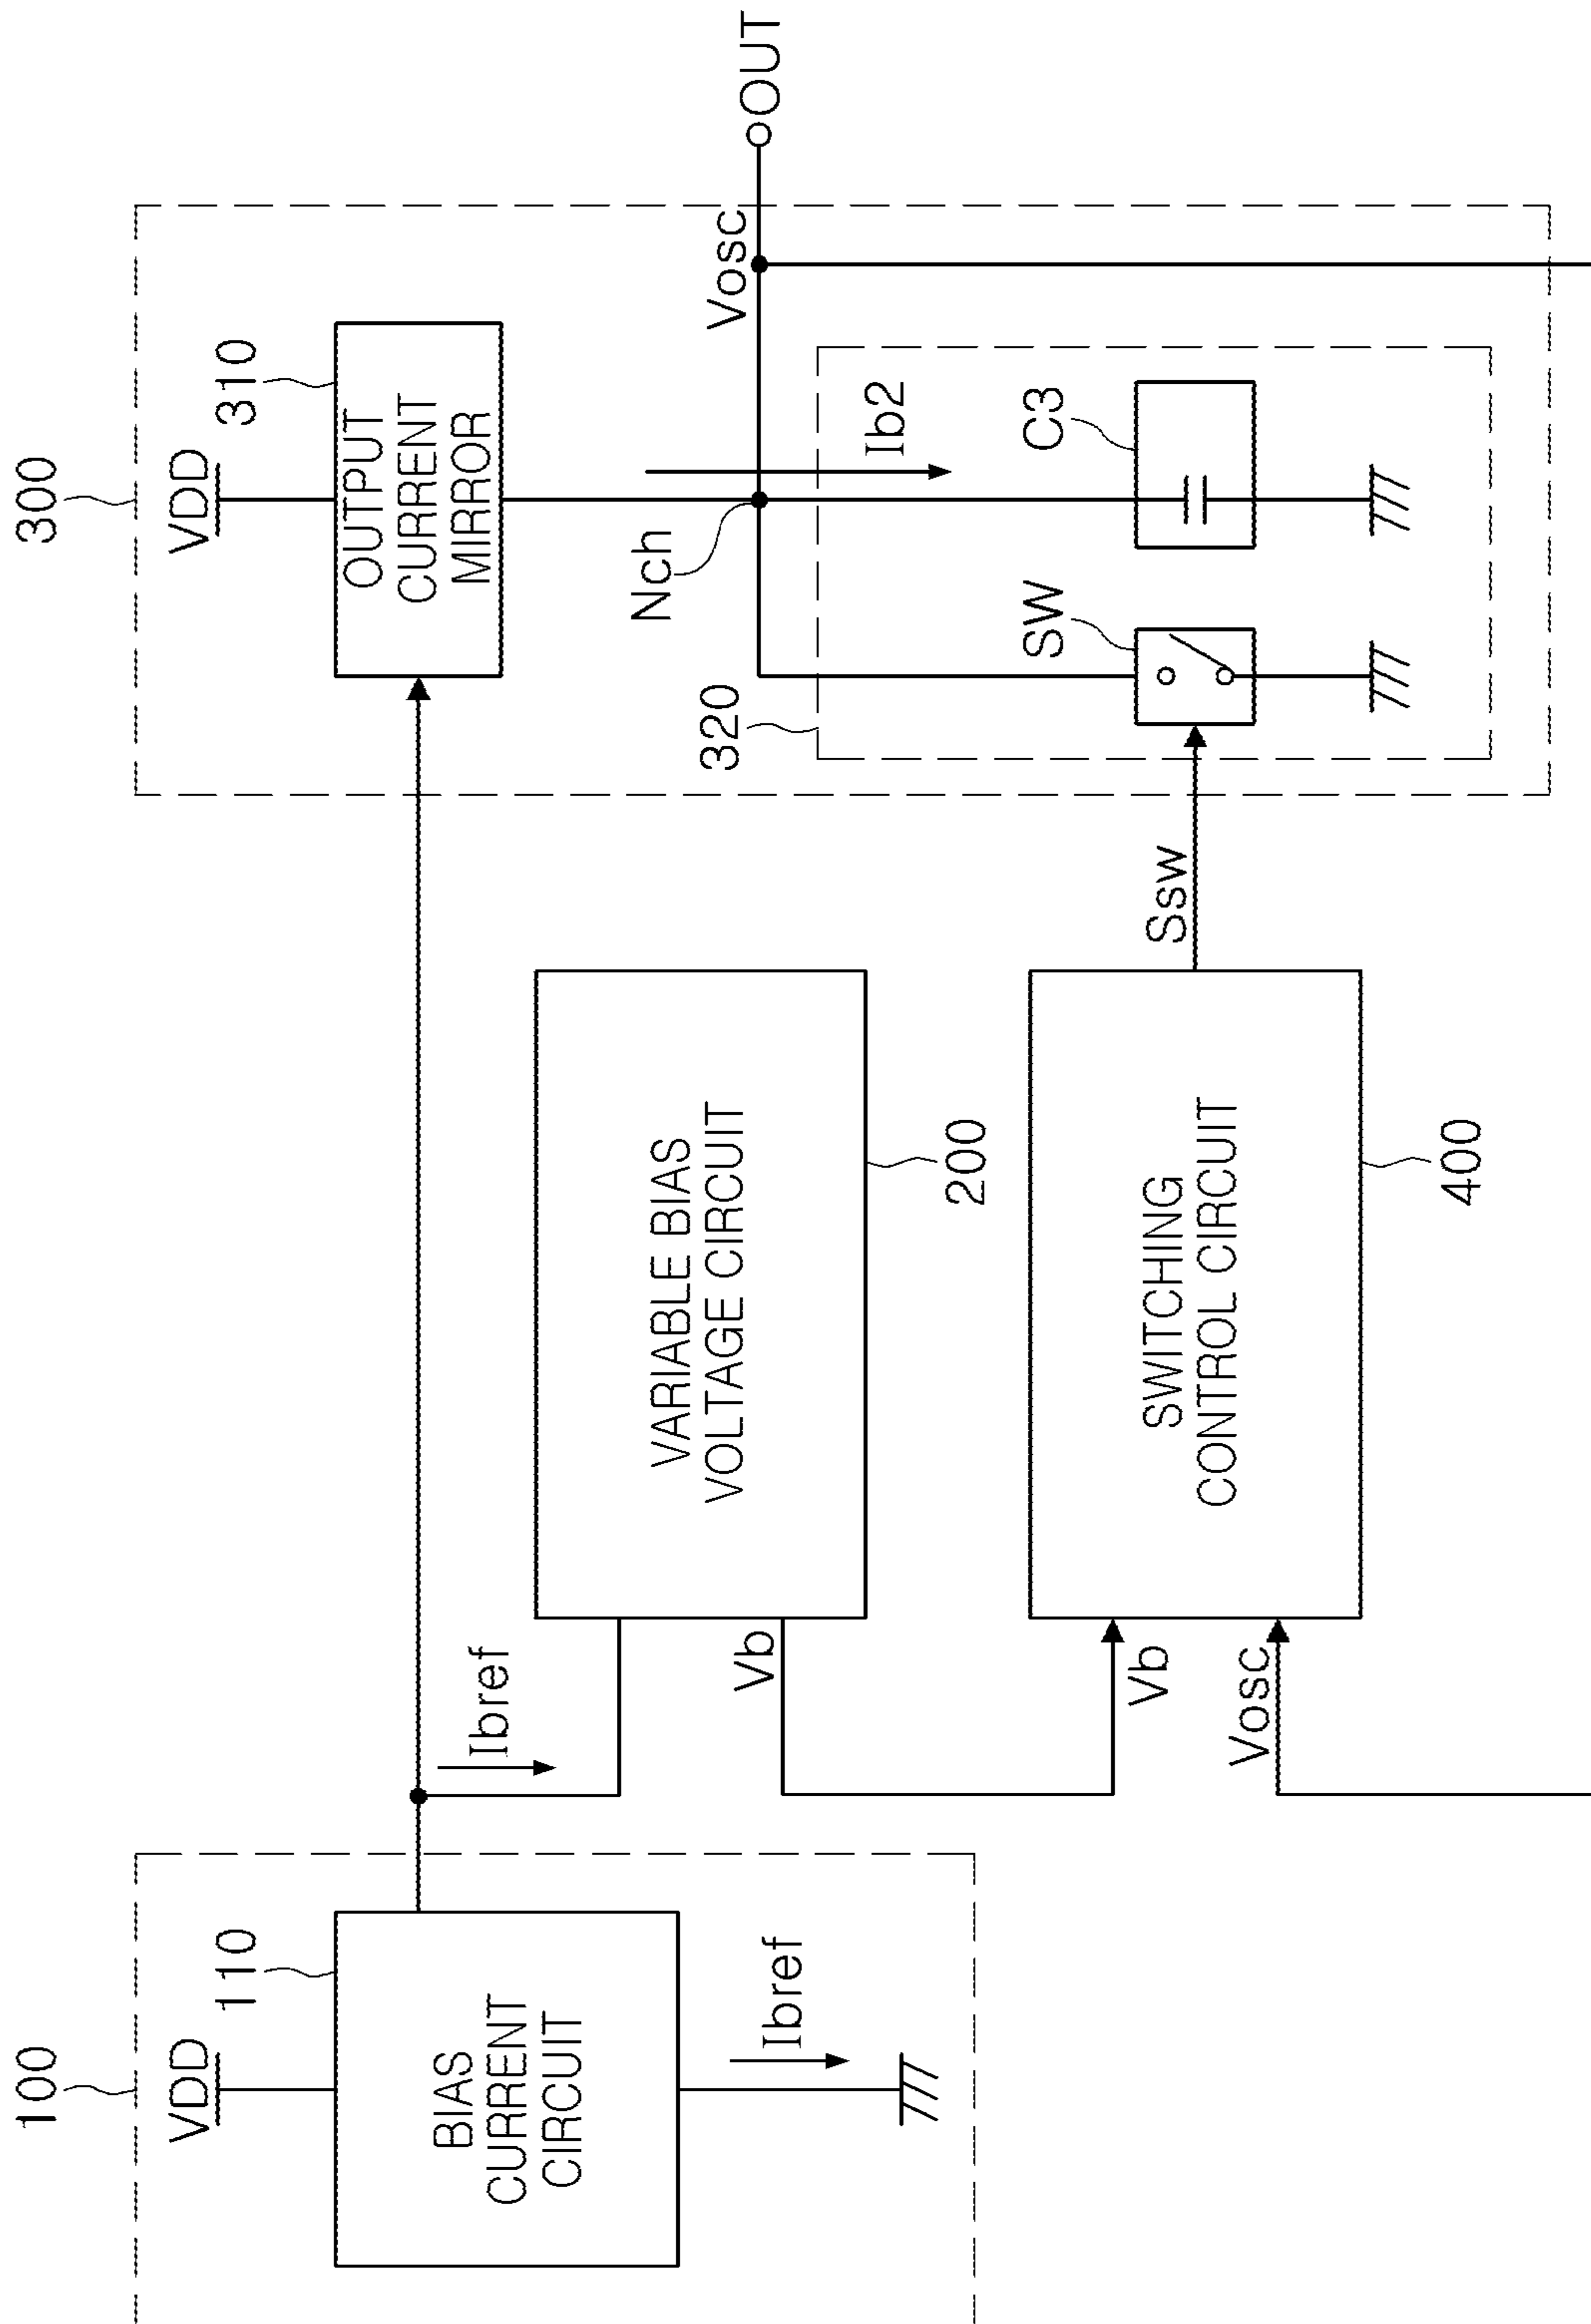 100
VDD
110
BIAS
CURRENT
CIRCUIT
Ibref
Ibref
VARIABLE BIAS
VOLTAGE CIRCUIT
200
Vb
Vb
Vosc
SWITCHING
CONTROL CIRCUIT
400
Ssw
300
VDD
310
OUTPUT
CURRENT
MIRROR
Nch
Vosc
OUT
Ib2
320
SW
C3